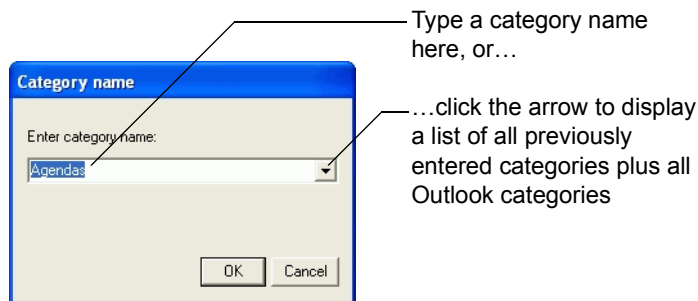 Type a category name
here, or…
Category name
…click the arrow to display
a list of all previously
entered categories plus all
Outlook categories
Enter category name:
Agendas
OK
Cancel